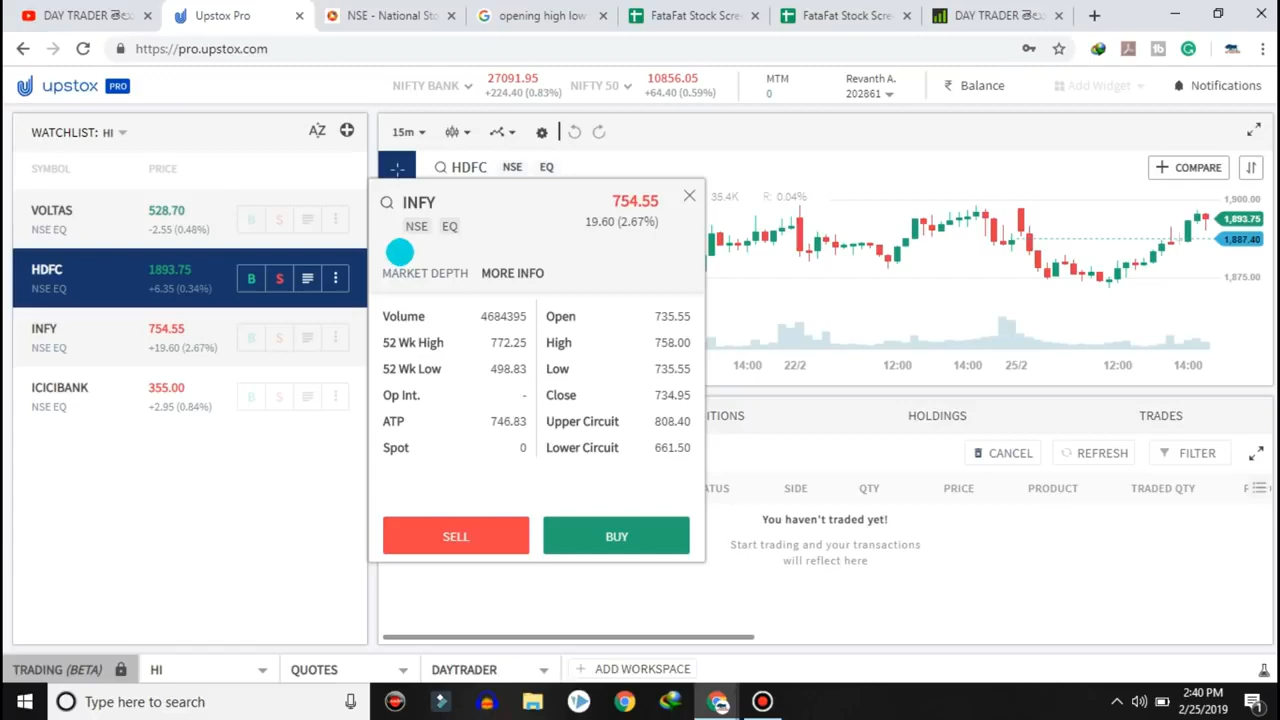 DAY TRADER తెలు
Upstox Pro
NSE - National Sto
opening high low
FataFat Stock Scre
FataFat Stock Scre
DAY TRADER తెలు
https://pro.upstox.com
upstox PRO
NIFTY BANK
27091.95
+224.40 (0.83%)
NIFTY 50
10856.05
+64.40 (0.59%)
MTM
0
Revanth A.
202861
₹ Balance
Add Widget
Notifications
WATCHLIST: HI
AZ
SYMBOL PRICE
VOLTAS 528.70
NSE EQ -2.55 (0.48%)
B S
HDFC 1893.75
NSE EQ +6.35 (0.34%)
B S
INFY 754.55
NSE EQ +19.60 (2.67%)
B S
ICICIBANK 355.00
NSE EQ +2.95 (0.84%)
B S
15m
HDFC NSE EQ
COMPARE
35.4K R: 0.04%
1,900.00
1,893.75
1,887.40
1,875.00
14:00 22/2 12:00 14:00 25/2 12:00 14:00
INFY 754.55
NSE EQ 19.60 (2.67%)
MARKET DEPTH MORE INFO
Volume 4684395 Open 735.55
52 Wk High 772.25 High 758.00
52 Wk Low 498.83 Low 735.55
Op Int. - Close 734.95
ATP 746.83 Upper Circuit 808.40
Spot 0 Lower Circuit 661.50
SELL BUY
ITIONS HOLDINGS TRADES
CANCEL REFRESH FILTER
ATUS SIDE QTY PRICE PRODUCT TRADED QTY
You haven't traded yet!
Start trading and your transactions
will reflect here
TRADING (BETA) HI QUOTES DAYTRADER + ADD WORKSPACE
Type here to search
2:40 PM
2/25/2019
1